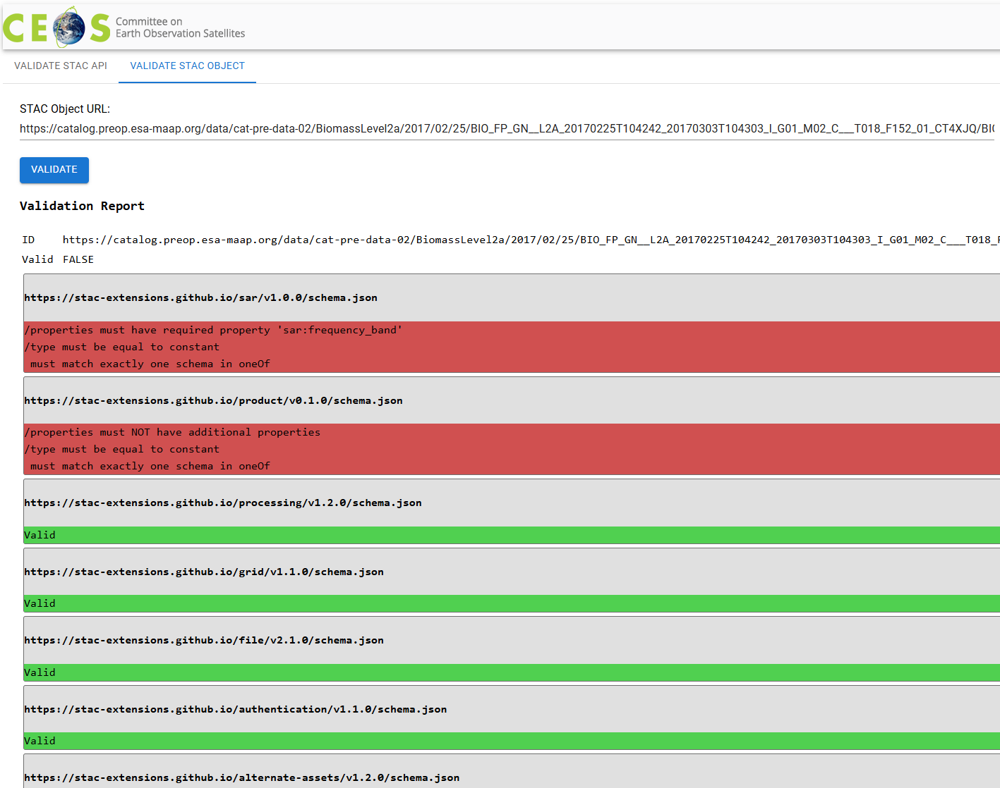 CEOS Committee on
Earth Observation Satellites
VALIDATE STAC API VALIDATE STAC OBJECT
STAC Object URL:
https://catalog.preop.esa-maap.org/data/cat-pre-data-02/BiomassLevel2a/2017/02/25/BIO_FP_GN__L2A_20170225T104242_20170303T104303_I_G01_M02_C___T018_F152_01_CT4XJQ/BIO
VALIDATE
Validation Report
ID https://catalog.preop.esa-maap.org/data/cat-pre-data-02/BiomassLevel2a/2017/02/25/BIO_FP_GN__L2A_20170225T104242_20170303T104303_I_G01_M02_C___T018_F
Valid FALSE
https://stac-extensions.github.io/sar/v1.0.0/schema.json
/properties must have required property 'sar:frequency_band'
/type must be equal to constant
must match exactly one schema in oneOf
https://stac-extensions.github.io/product/v0.1.0/schema.json
/properties must NOT have additional properties
/type must be equal to constant
must match exactly one schema in oneOf
https://stac-extensions.github.io/processing/v1.2.0/schema.json
Valid
https://stac-extensions.github.io/grid/v1.1.0/schema.json
Valid
https://stac-extensions.github.io/file/v2.1.0/schema.json
Valid
https://stac-extensions.github.io/authentication/v1.1.0/schema.json
Valid
https://stac-extensions.github.io/alternate-assets/v1.2.0/schema.json